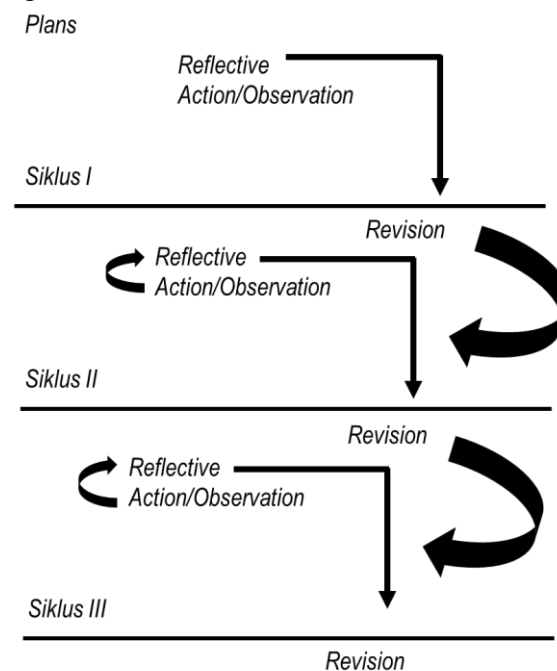 Plans
Reflective
Action/Observation
Siklus I
Revision
Reflective
Action/Observation
Siklus II
Revision
Reflective
Action/Observation
Siklus III
Revision